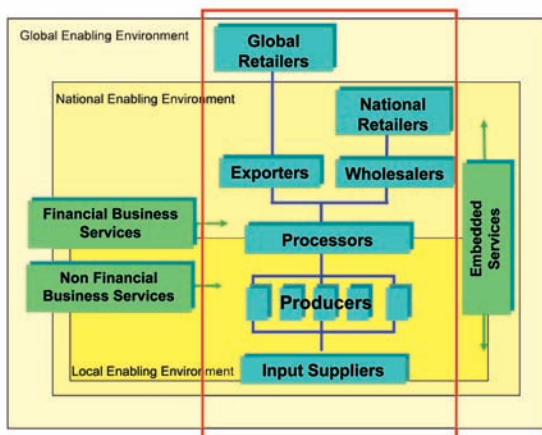 Global Enabling Environment
Global
Retailers
National Enabling Environment
National
Retailers
Exporters
Wholesalers
Financial Business
Services
Processors
Embedded
Services
Non Financial
Business Services
Producers
Local Enabling Environment
Input Suppliers